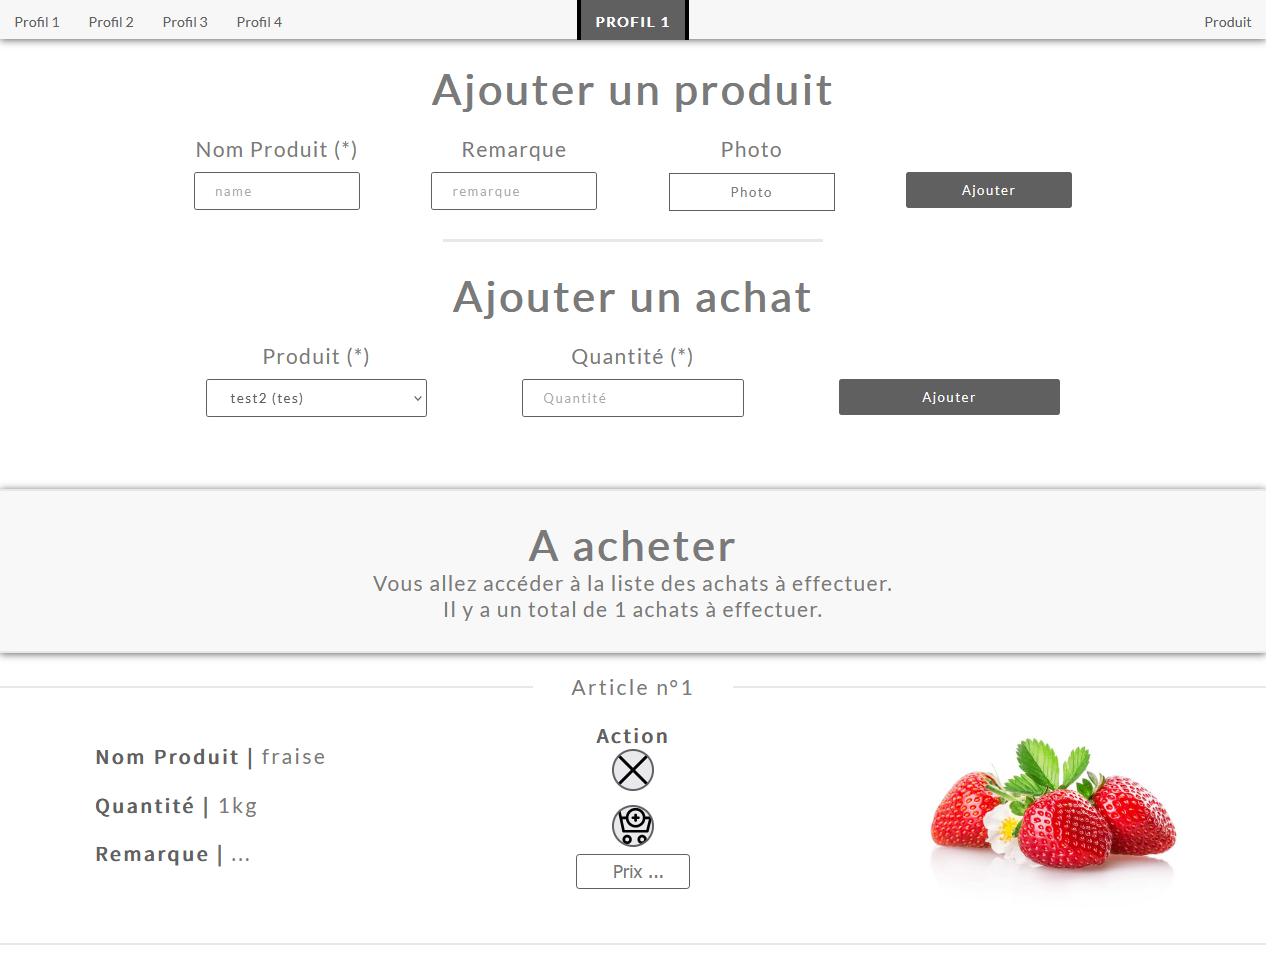 Profil 1 Profil 2 Profil 3 Profil 4 PROFIL 1 Produit
Ajouter un produit
Nom Produit (*) Remarque Photo
name remarque Photo Ajouter
Ajouter un achat
Produit (*) Quantité (*)
test2 (tes) Quantité Ajouter
A acheter
Vous allez accéder à la liste des achats à effectuer.
Il y a un total de 1 achats à effectuer.
Article n°1
Action
Nom Produit | fraise
Quantité | 1kg
Remarque | ...
Prix ...